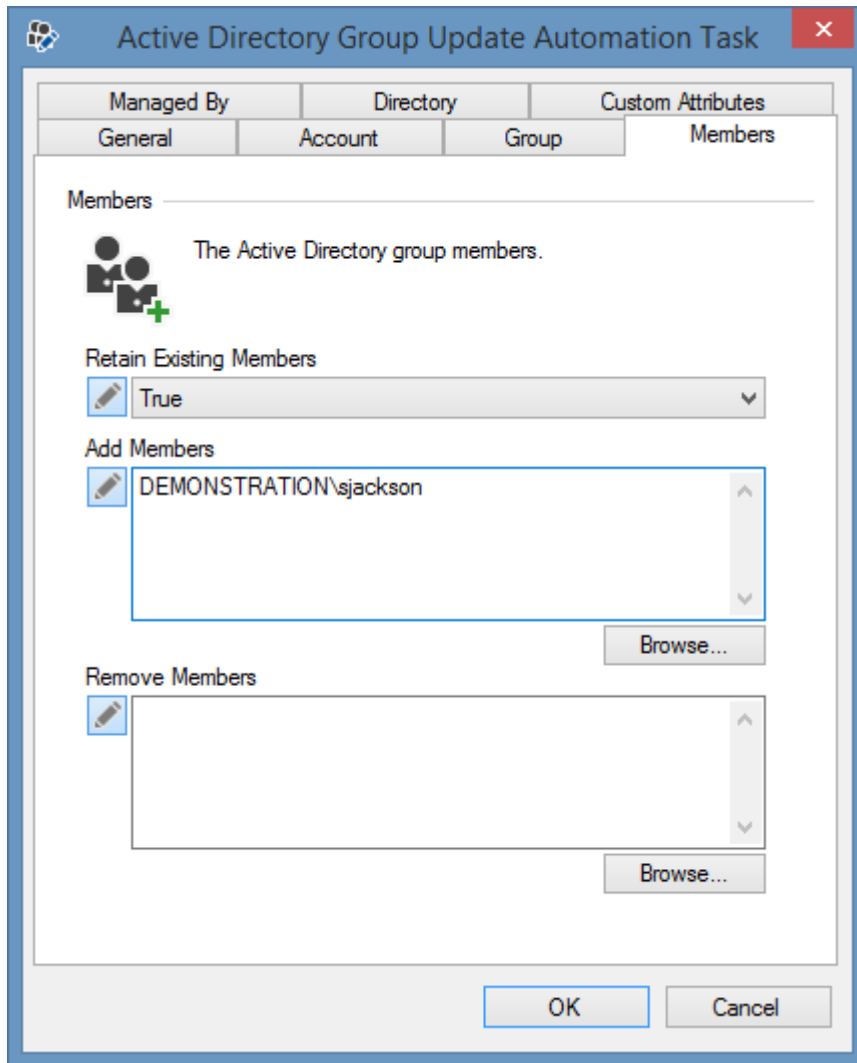 Active Directory Group Update Automation Task
Managed By Directory Custom Attributes
General Account Group Members
Members
The Active Directory group members.
Retain Existing Members
True
Add Members
DEMONSTRATION\sjackson
Browse...
Remove Members
Browse...
OK Cancel